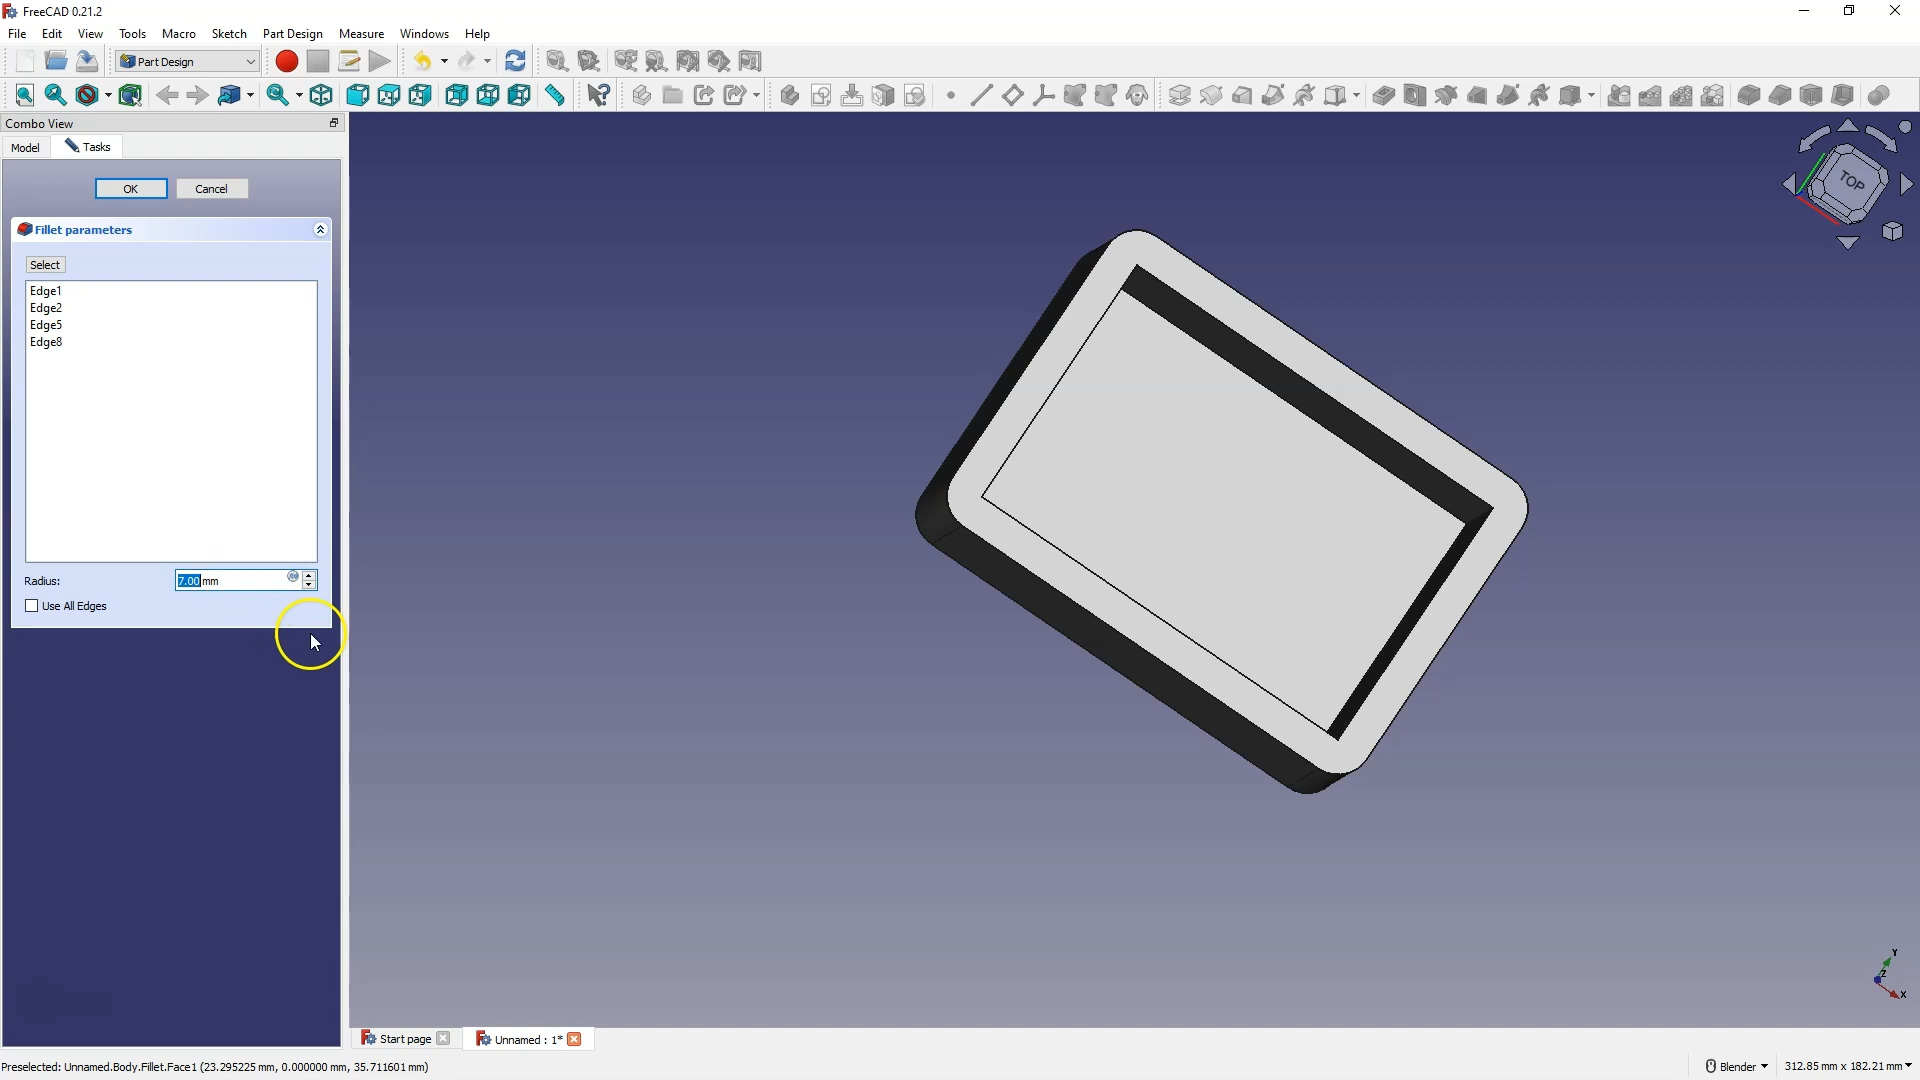 FreeCAD 0.21.2
File Edit View Tools Macro Sketch Part Design Measure Windows Help
Part Design
Combo View
Model Tasks
OK Cancel
Fillet parameters
Select
Edge1
Edge2
Edge5
Edge8
Radius: 7.00 mm
Use All Edges
TOP
Y
Z
X
Start page Unnamed : 1*
Preselected: Unnamed.Body.Fillet.Face1 (23.295225 mm, 0.000000 mm, 35.711601 mm)
Blender 312.85 mm x 182.21 mm